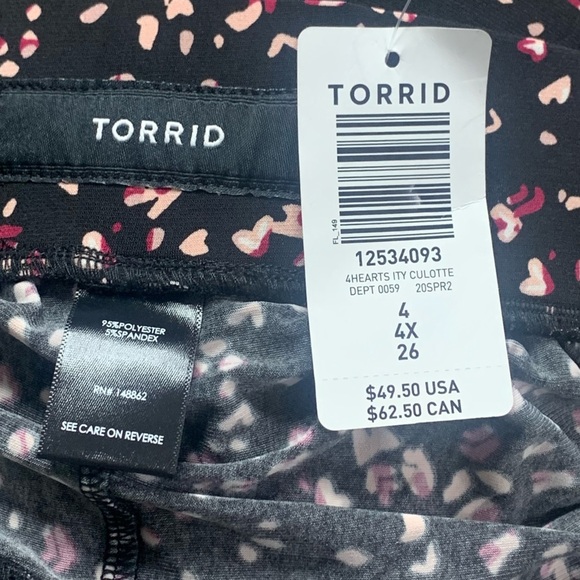 TORRID
TORRID
FL_149
12534093
4HEARTS ITY CULOTTE
DEPT 0059 20SPR2
4
4X
26
$49.50 USA
$62.50 CAN
95%POLYESTER
5%SPANDEX
RN# 148862
SEE CARE ON REVERSE